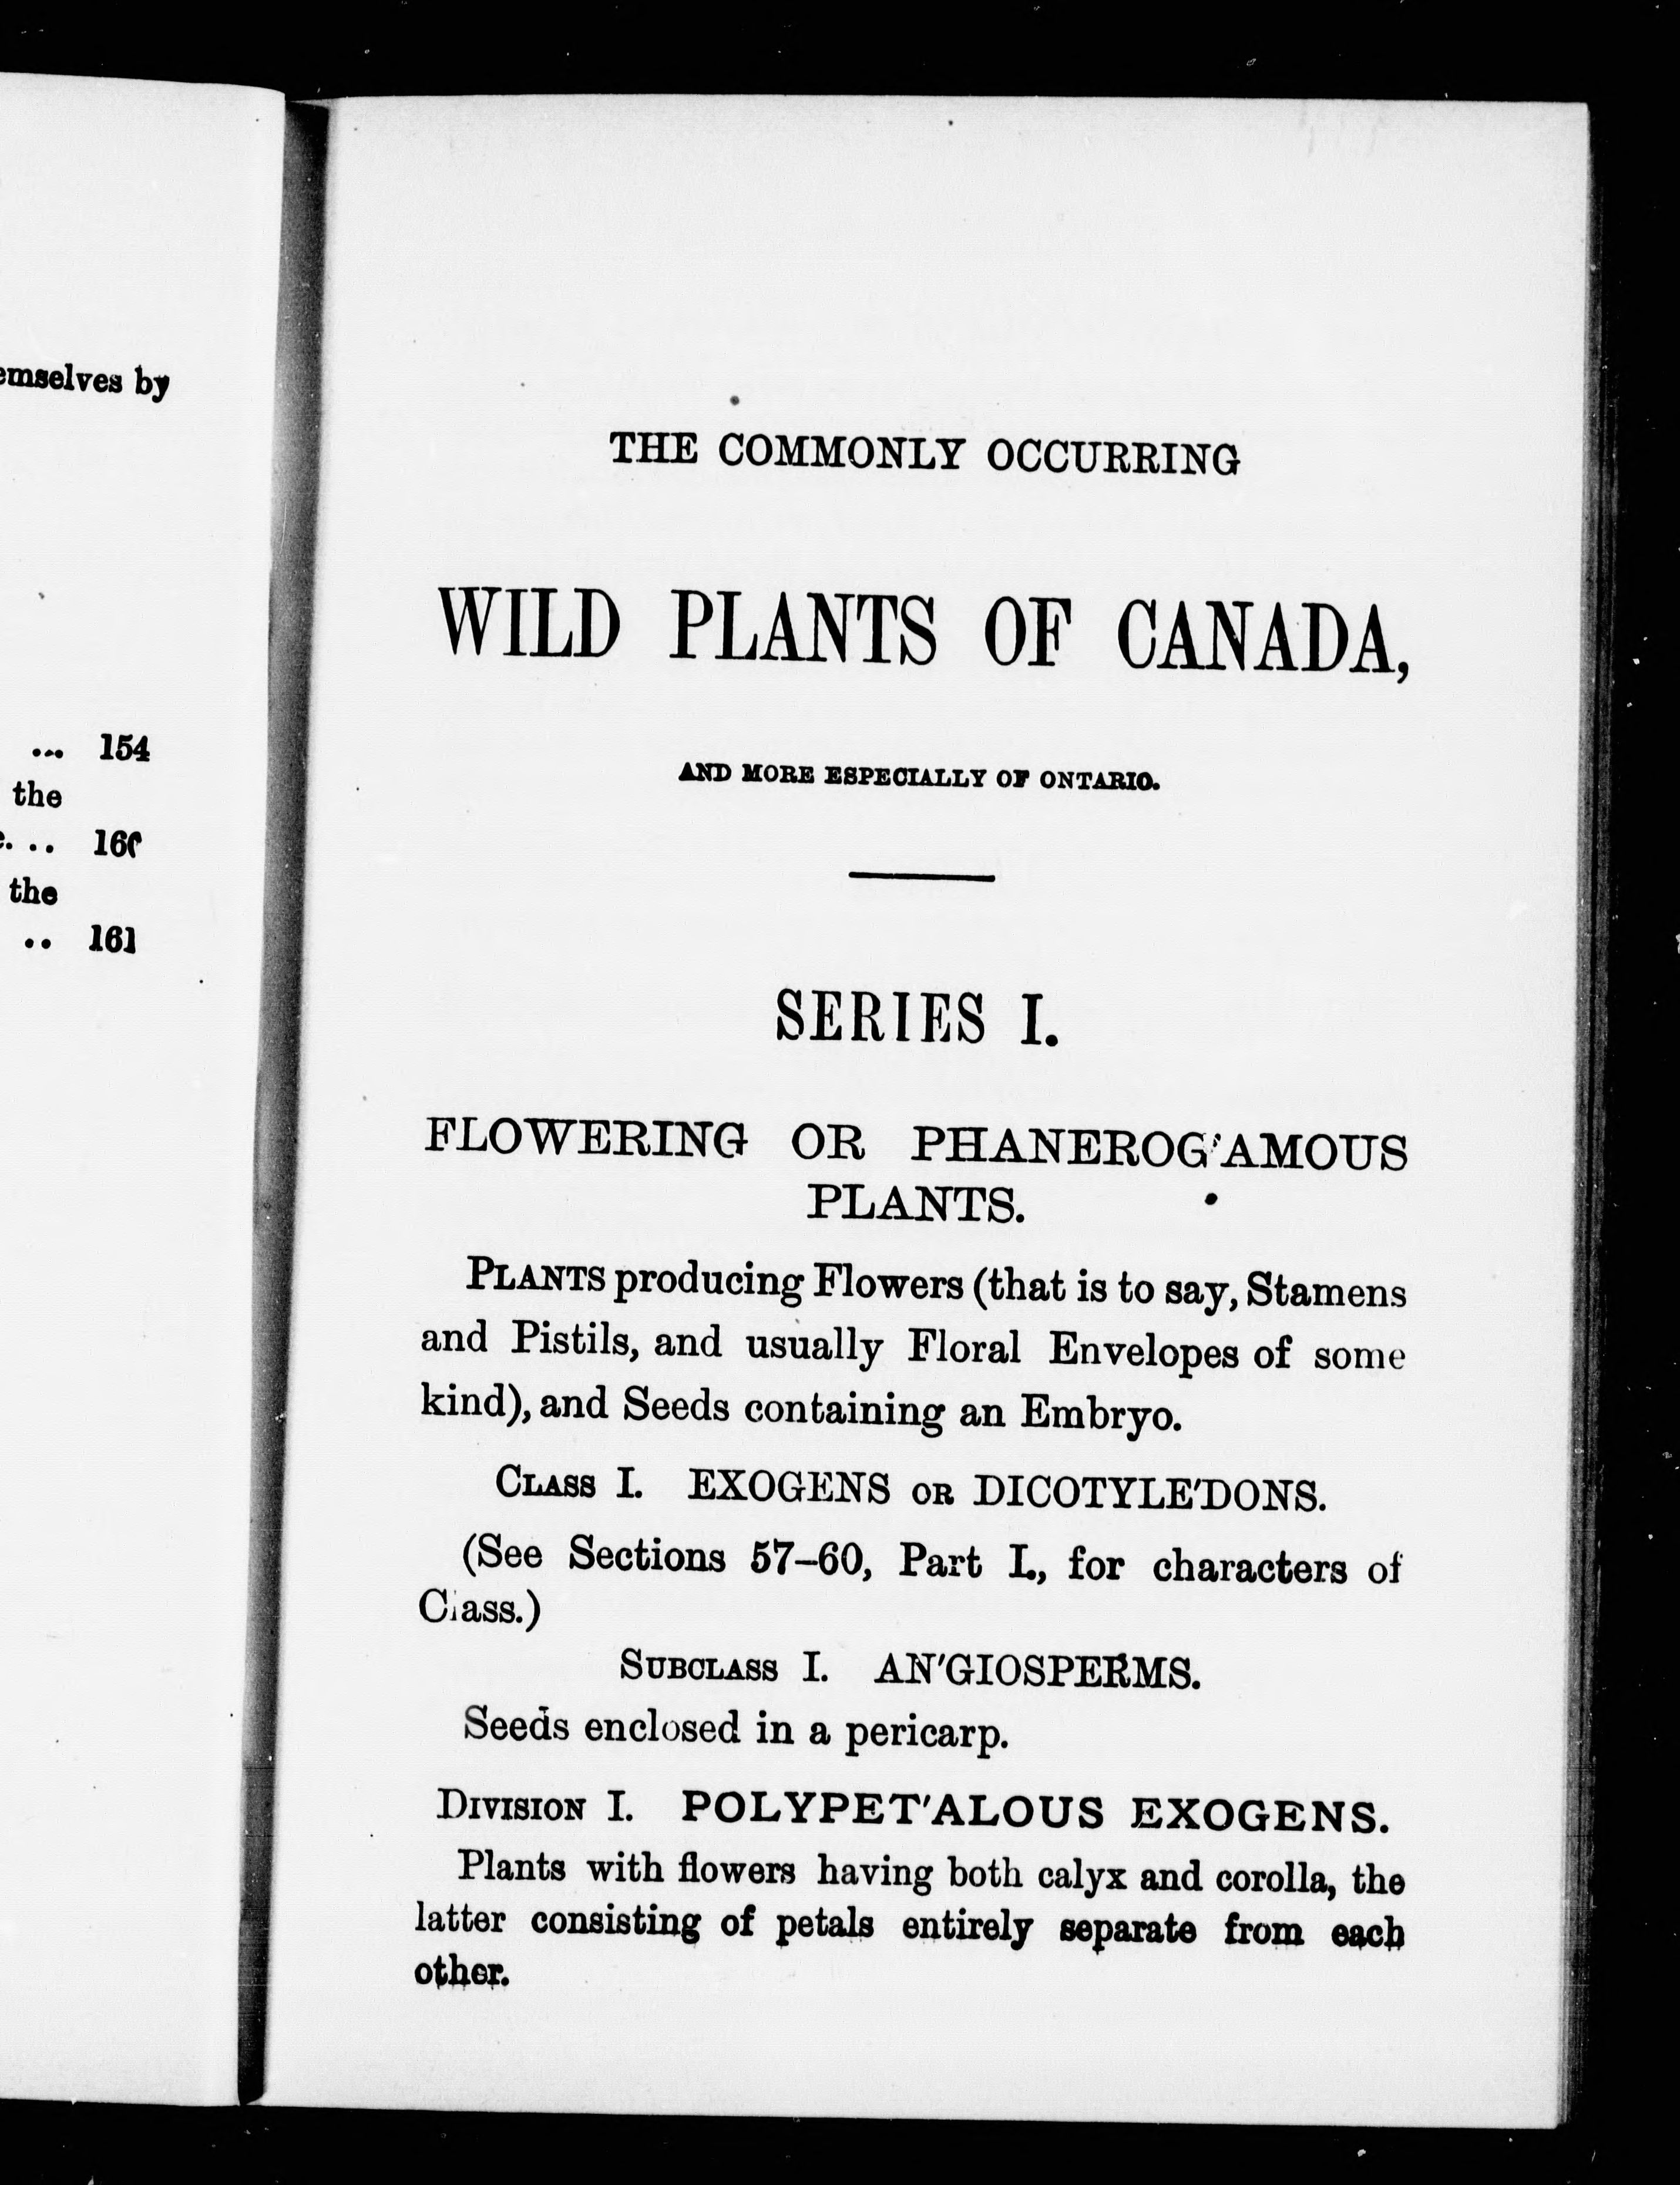 emselves by
... 154
the
.. 160
the
.. 161
THE COMMONLY OCCURRING
WILD PLANTS OF CANADA,
AND MORE ESPECIALLY OF ONTARIO.
SERIES I.
FLOWERING OR PHANEROG'AMOUS
PLANTS.
PLANTS producing Flowers (that is to say, Stamens
and Pistils, and usually Floral Envelopes of some
kind), and Seeds containing an Embryo.
CLASS I. EXOGENS OR DICOTYLE'DONS.
(See Sections 57–60, Part I., for characters of
Class.)
SUBCLASS I. AN'GIOSPERMS.
Seeds enclosed in a pericarp.
DIVISION I. POLYPET'ALOUS EXOGENS.
Plants with flowers having both calyx and corolla, the
latter consisting of petals entirely separate from each
other.